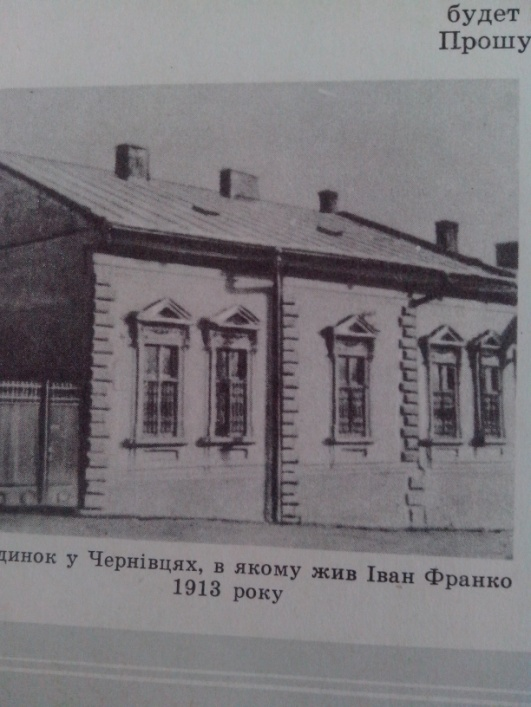 будет
Прошу
динок у Чернівцях, в якому жив Іван Франко
1913 року